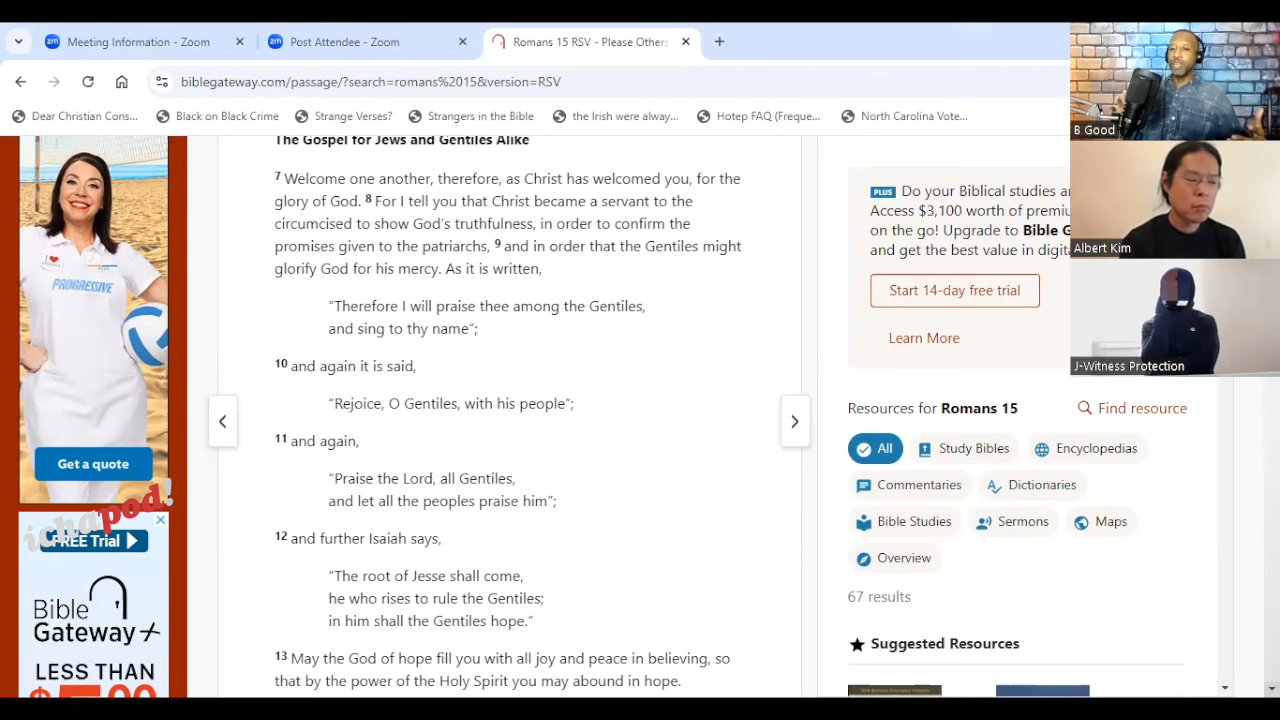 Meeting Information - Zoom
Post Attendee - Zoom
Romans 15 RSV - Please Others
biblegateway.com/passage/?search=romans%2015&version=RSV
Dear Christian Cons...
Black on Black Crime
Strange Verses?
Strangers in the Bible
the Irish were alway...
Hotep FAQ (Freque...
North Carolina Vote...
B Good
Albert Kim
J-Witness Protection
PROGRESSIVE
Get a quote
ichapod!
FREE Trial
Bible
Gateway+
LESS THAN
The Gospel for Jews and Gentiles Alike
7 Welcome one another, therefore, as Christ has welcomed you, for the
glory of God. 8 For I tell you that Christ became a servant to the
circumcised to show God's truthfulness, in order to confirm the
promises given to the patriarchs, 9 and in order that the Gentiles might
glorify God for his mercy. As it is written,
“Therefore I will praise thee among the Gentiles,
and sing to thy name”;
10 and again it is said,
“Rejoice, O Gentiles, with his people”;
11 and again,
“Praise the Lord, all Gentiles,
and let all the peoples praise him”;
12 and further Isaiah says,
“The root of Jesse shall come,
he who rises to rule the Gentiles;
in him shall the Gentiles hope.”
13 May the God of hope fill you with all joy and peace in believing, so
that by the power of the Holy Spirit you may abound in hope.
PLUS Do your Biblical studies
Access $3,100 worth of
on the go! Upgrade to Bible
and get the best value in
Start 14-day free trial
Learn More
Resources for Romans 15
Find resource
All
Study Bibles
Encyclopedias
Commentaries
Dictionaries
Bible Studies
Sermons
Maps
Overview
67 results
Suggested Resources